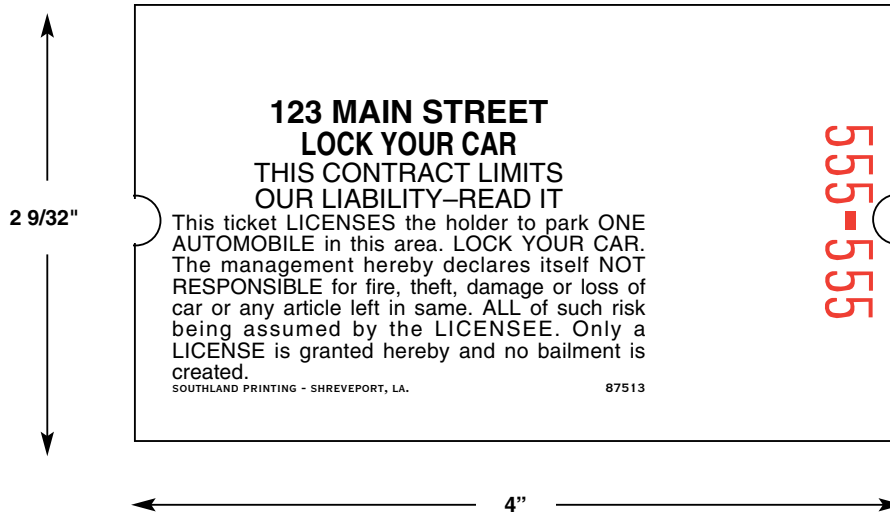 123 MAIN STREET
LOCK YOUR CAR
THIS CONTRACT LIMITS
OUR LIABILITY–READ IT
This ticket LICENSES the holder to park ONE
AUTOMOBILE in this area. LOCK YOUR CAR.
The management hereby declares itself NOT
RESPONSIBLE for fire, theft, damage or loss of
car or any article left in same. ALL of such risk
being assumed by the LICENSEE. Only a
LICENSE is granted hereby and no bailment is
created.
SOUTHLAND PRINTING - SHREVEPORT, LA. 87513
555-555
2 9/32"
4”